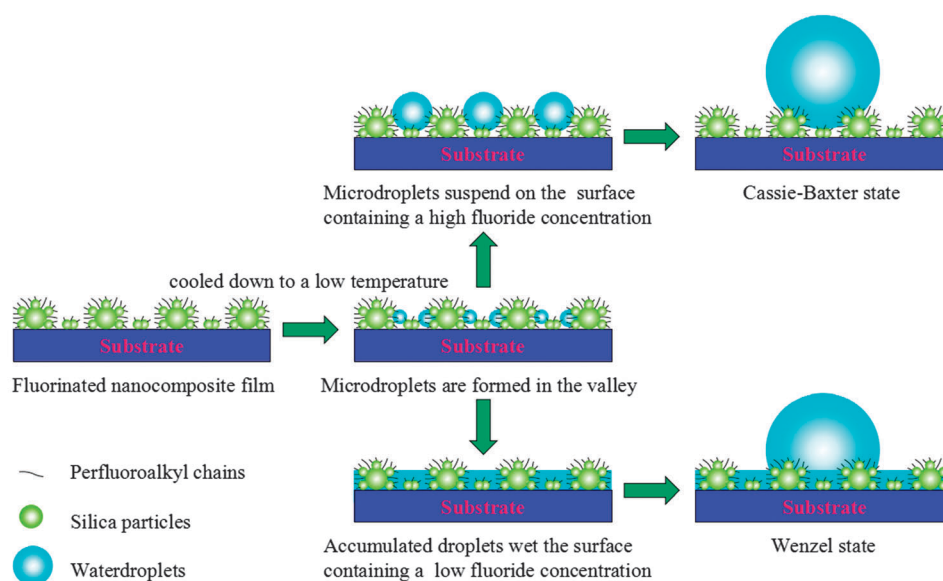 Substrate
Substrate
Microdroplets suspend on the surface
containing a high fluoride concentration
Cassie-Baxter state
cooled down to a low temperature
Substrate
Substrate
Fluorinated nanocomposite film
Microdroplets are formed in the valley
Perfluoroalkyl chains
Silica particles
Waterdroplets
Substrate
Substrate
Accumulated droplets wet the surface
containing a low fluoride concentration
Wenzel state